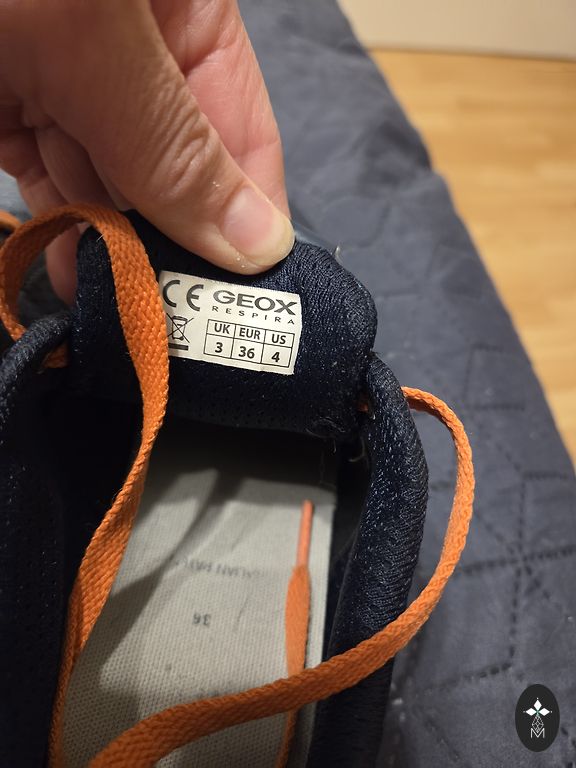 CE GEOX
RESPIRA
UK EUR US
3 36 4
36
M